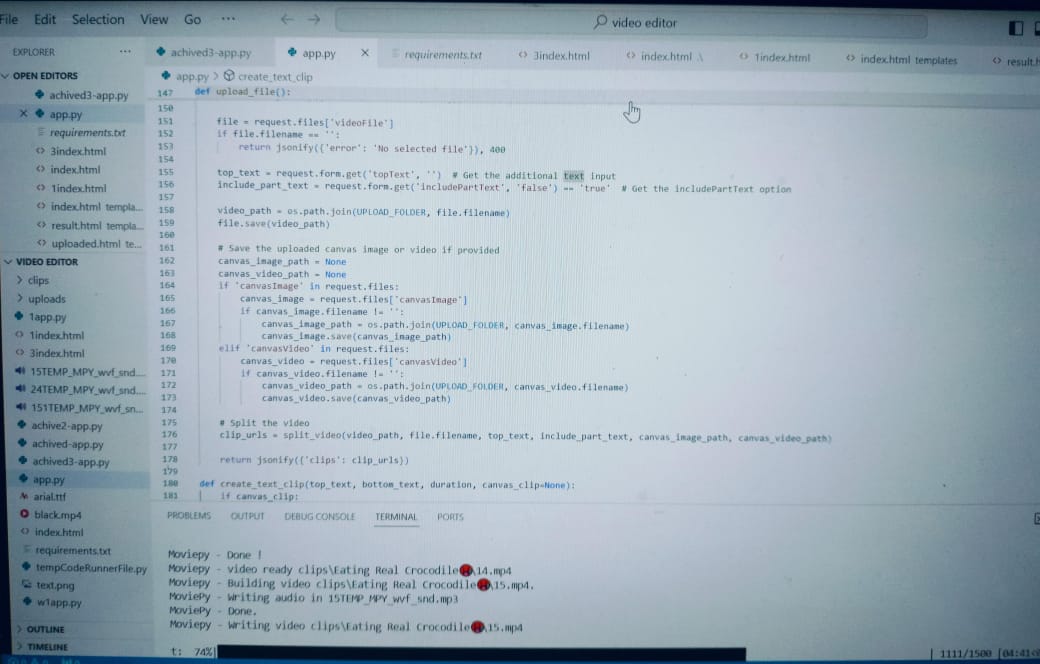 File Edit Selection View Go ...
video editor
EXPLORER ...
achived3-app.py app.py × requirements.txt 3index.html index.html .\ 1index.html index.html templates result.h
app.py > create_text_clip
OPEN EDITORS
achived3-app.py
× app.py
requirements.txt
3index.html
index.html
1index.html
index.html templa...
result.html templa...
uploaded.html te...
VIDEO EDITOR
clips
uploads
1app.py
1index.html
3index.html
15TEMP_MPY_wvf_snd....
24TEMP_MPY_wvf_snd....
151TEMP_MPY_wvf_sn...
achive2-app.py
achived-app.py
achived3-app.py
app.py
arial.ttf
black.mp4
index.html
requirements.txt
tempCodeRunnerFile.py
text.png
w1app.py
OUTLINE
TIMELINE
147 def upload_file():
150
151 file = request.files['videoFile']
152 if file.filename == '':
153 return jsonify({'error': 'No selected file'}), 400
154
155 top_text = request.form.get('topText', '') # Get the additional text input
156 include_part_text = request.form.get('includePartText', 'false') == 'true' # Get the includePartText option
157
158 video_path = os.path.join(UPLOAD_FOLDER, file.filename)
159 file.save(video_path)
160
161 # Save the uploaded canvas image or video if provided
162 canvas_image_path = None
163 canvas_video_path = None
164 if 'canvasImage' in request.files:
165 canvas_image = request.files['canvasImage']
166 if canvas_image.filename != '':
167 canvas_image_path = os.path.join(UPLOAD_FOLDER, canvas_image.filename)
168 canvas_image.save(canvas_image_path)
169 elif 'canvasVideo' in request.files:
170 canvas_video = request.files['canvasVideo']
171 if canvas_video.filename != '':
172 canvas_video_path = os.path.join(UPLOAD_FOLDER, canvas_video.filename)
173 canvas_video.save(canvas_video_path)
174
175 # Split the video
176 clip_urls = split_video(video_path, file.filename, top_text, include_part_text, canvas_image_path, canvas_video_path)
177
178 return jsonify({'clips': clip_urls})
179
180 def create_text_clip(top_text, bottom_text, duration, canvas_clip=None):
181 if canvas_clip:
PROBLEMS OUTPUT DEBUG CONSOLE TERMINAL PORTS
Moviepy - Done !
Moviepy - video ready clips\Eating Real Crocodile\14.mp4
Moviepy - Building video clips\Eating Real Crocodile\15.mp4.
MoviePy - Writing audio in 15TEMP_MPY_wvf_snd.mp3
MoviePy - Done.
Moviepy - Writing video clips\Eating Real Crocodile\15.mp4
t: 74%| | 1111/1500 [04:41<